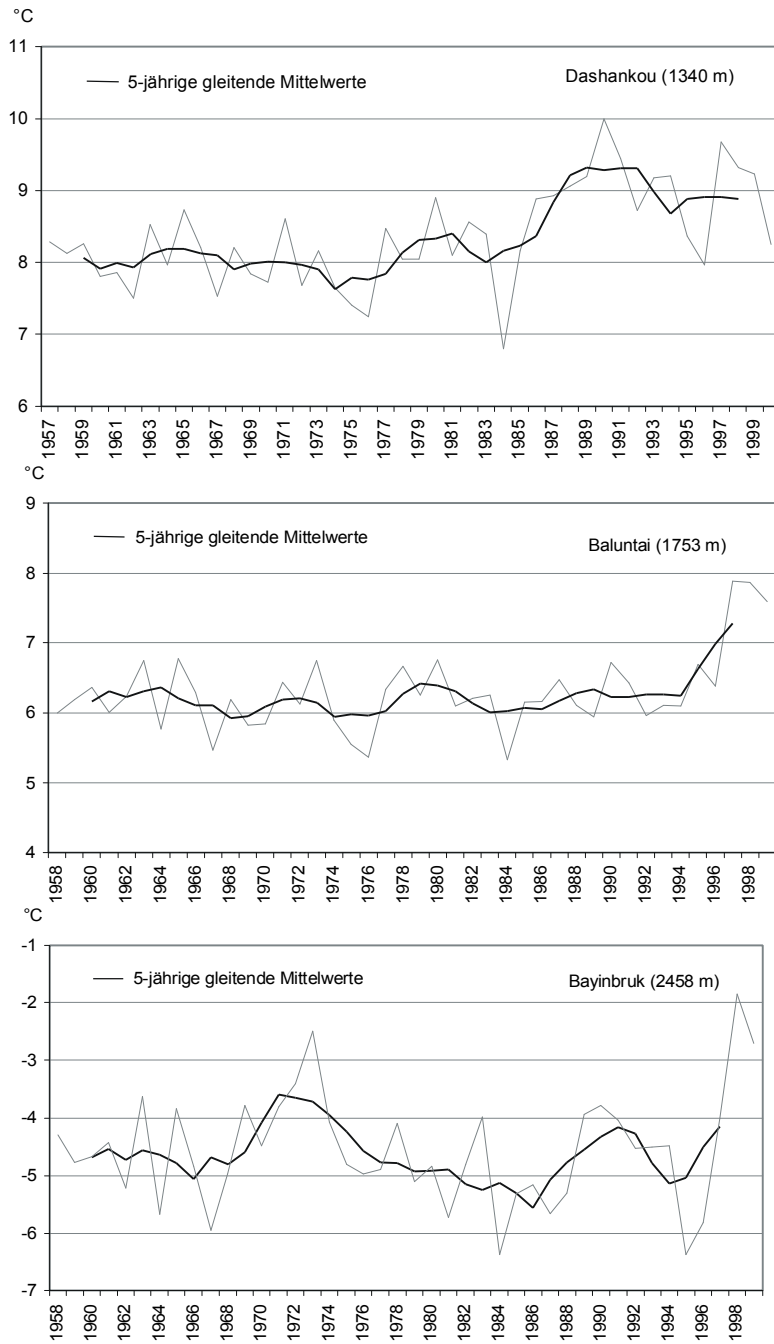 °C
11
5-jährige gleitende Mittelwerte
Dashankou (1340 m)
10
9
8
7
6
1957 1959 1961 1963 1965 1967 1969 1971 1973 1975 1977 1979 1981 1983 1985 1987 1989 1991 1993 1995 1997 1999
°C
9
5-jährige gleitende Mittelwerte
Baluntai (1753 m)
8
7
6
5
4
1958 1960 1962 1964 1966 1968 1970 1972 1974 1976 1978 1980 1982 1984 1986 1988 1990 1992 1994 1996 1998
°C
-1
5-jährige gleitende Mittelwerte
Bayinbruk (2458 m)
-2
-3
-4
-5
-6
-7
1958 1960 1962 1964 1966 1968 1970 1972 1974 1976 1978 1980 1982 1984 1986 1988 1990 1992 1994 1996 1998